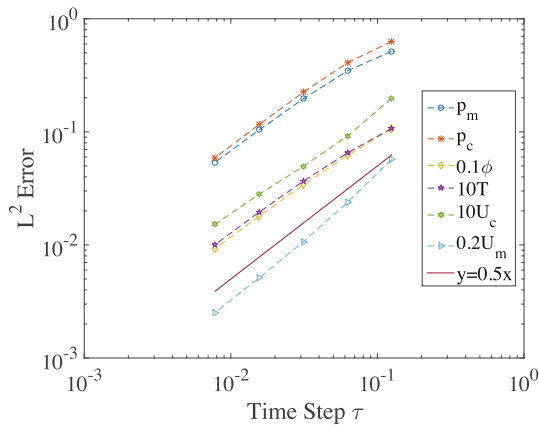 10^0
10^-1
10^-2
10^-3
L^2 Error
10^-3
10^-2
10^-1
10^0
Time Step τ
p_m
p_c
0.1ϕ
10T
10U_c
0.2U_m
y=0.5x